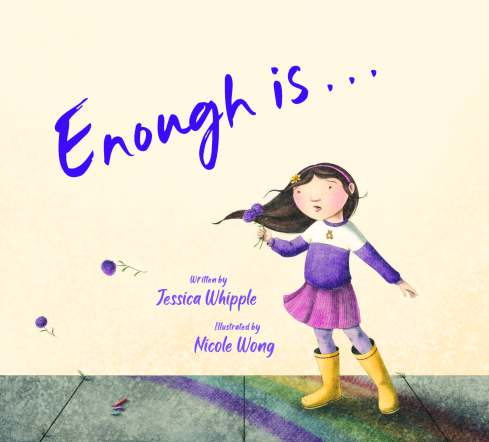 Enough is...
Written by
Jessica Whipple
Illustrated by
Nicole Wong